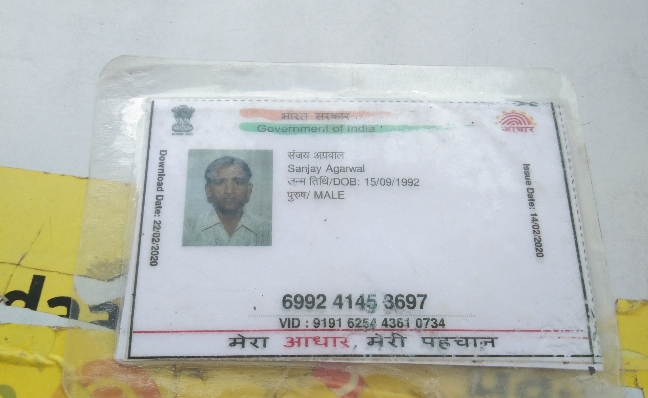 भारत सरकार
Government of India
आधार
Download Date: 22/02/2020
संजय अग्रवाल
Sanjay Agarwal
जन्म तिथि/DOB: 15/09/1992
पुरुष/ MALE
Issue Date: 14/02/2020
6992 4145 3697
VID : 9191 6254 4361 0734
मेरा आधार, मेरी पहचान
da